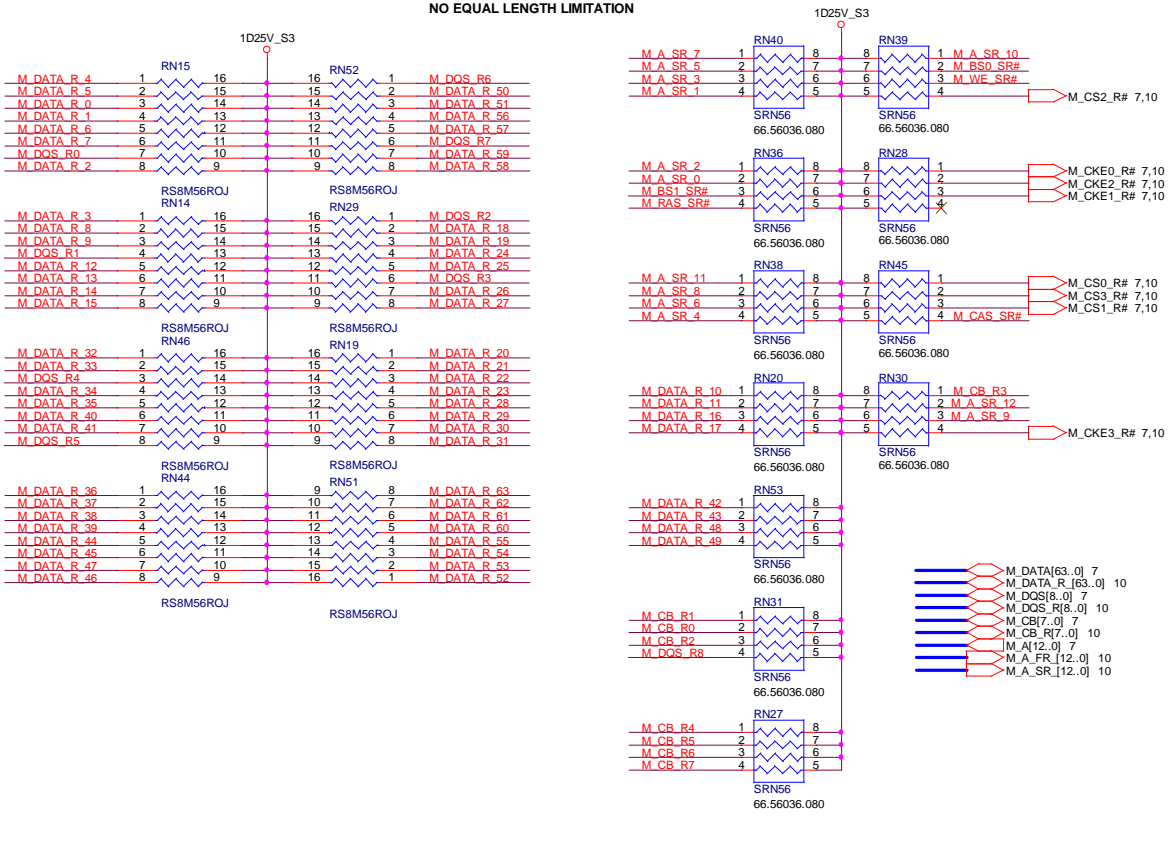 NO EQUAL LENGTH LIMITATION
1D25V_S3
RN15
M_DATA_R_4 1 16
M_DATA_R_5 2 15
M_DATA_R_0 3 14
M_DATA_R_1 4 13
M_DATA_R_6 5 12
M_DATA_R_7 6 11
M_DQS_R0 7 10
M_DATA_R_2 8 9
RS8M56ROJ
RN52
16 1 M_DQS_R6
15 2 M_DATA_R_50
14 3 M_DATA_R_51
13 4 M_DATA_R_56
12 5 M_DATA_R_57
11 6 M_DQS_R7
10 7 M_DATA_R_59
9 8 M_DATA_R_58
RS8M56ROJ
RN14
M_DATA_R_3 1 16
M_DATA_R_8 2 15
M_DATA_R_9 3 14
M_DQS_R1 4 13
M_DATA_R_12 5 12
M_DATA_R_13 6 11
M_DATA_R_14 7 10
M_DATA_R_15 8 9
RS8M56ROJ
RN29
16 1 M_DQS_R2
15 2 M_DATA_R_18
14 3 M_DATA_R_19
13 4 M_DATA_R_24
12 5 M_DATA_R_25
11 6 M_DQS_R3
10 7 M_DATA_R_26
9 8 M_DATA_R_27
RS8M56ROJ
RN46
M_DATA_R_32 1 16
M_DATA_R_33 2 15
M_DQS_R4 3 14
M_DATA_R_34 4 13
M_DATA_R_35 5 12
M_DATA_R_40 6 11
M_DATA_R_41 7 10
M_DQS_R5 8 9
RS8M56ROJ
RN19
16 1 M_DATA_R_20
15 2 M_DATA_R_21
14 3 M_DATA_R_22
13 4 M_DATA_R_23
12 5 M_DATA_R_28
11 6 M_DATA_R_29
10 7 M_DATA_R_30
9 8 M_DATA_R_31
RS8M56ROJ
RN44
M_DATA_R_36 1 16
M_DATA_R_37 2 15
M_DATA_R_38 3 14
M_DATA_R_39 4 13
M_DATA_R_44 5 12
M_DATA_R_45 6 11
M_DATA_R_47 7 10
M_DATA_R_46 8 9
RS8M56ROJ
RN51
9 8 M_DATA_R_63
10 7 M_DATA_R_62
11 6 M_DATA_R_61
12 5 M_DATA_R_60
13 4 M_DATA_R_55
14 3 M_DATA_R_54
15 2 M_DATA_R_53
16 1 M_DATA_R_52
RS8M56ROJ
1D25V_S3
RN40
M_A_SR_7 1 8
M_A_SR_5 2 7
M_A_SR_3 3 6
M_A_SR_1 4 5
SRN56
66.56036.080
RN39
8 1 M_A_SR_10
7 2 M_BS0_SR#
6 3 M_WE_SR#
5 4 M_CS2_R# 7,10
SRN56
66.56036.080
RN36
M_A_SR_2 1 8
M_A_SR_0 2 7
M_BS1_SR# 3 6
M_RAS_SR# 4 5
SRN56
66.56036.080
RN28
8 1 M_CKE0_R# 7,10
7 2 M_CKE2_R# 7,10
6 3 M_CKE1_R# 7,10
5 4
SRN56
66.56036.080
RN38
M_A_SR_11 1 8
M_A_SR_8 2 7
M_A_SR_6 3 6
M_A_SR_4 4 5
SRN56
66.56036.080
RN45
8 1 M_CS0_R# 7,10
7 2 M_CS3_R# 7,10
6 3 M_CS1_R# 7,10
5 4 M_CAS_SR#
SRN56
66.56036.080
RN20
M_DATA_R_10 1 8
M_DATA_R_11 2 7
M_DATA_R_16 3 6
M_DATA_R_17 4 5
SRN56
66.56036.080
RN30
8 1 M_CB_R3
7 2 M_A_SR_12
6 3 M_A_SR_9
5 4 M_CKE3_R# 7,10
SRN56
66.56036.080
RN53
M_DATA_R_42 1 8
M_DATA_R_43 2 7
M_DATA_R_48 3 6
M_DATA_R_49 4 5
SRN56
66.56036.080
RN31
M_CB_R1 1 8
M_CB_R0 2 7
M_CB_R2 3 6
M_DQS_R8 4 5
SRN56
66.56036.080
RN27
M_CB_R4 1 8
M_CB_R5 2 7
M_CB_R6 3 6
M_CB_R7 4 5
SRN56
66.56036.080
M_DATA[63..0] 7
M_DATA_R_[63..0] 10
M_DQS[8..0] 7
M_DQS_R[8..0] 10
M_CB[7..0] 7
M_CB_R[7..0] 10
M_A[12..0] 7
M_A_FR_[12..0] 10
M_A_SR_[12..0] 10